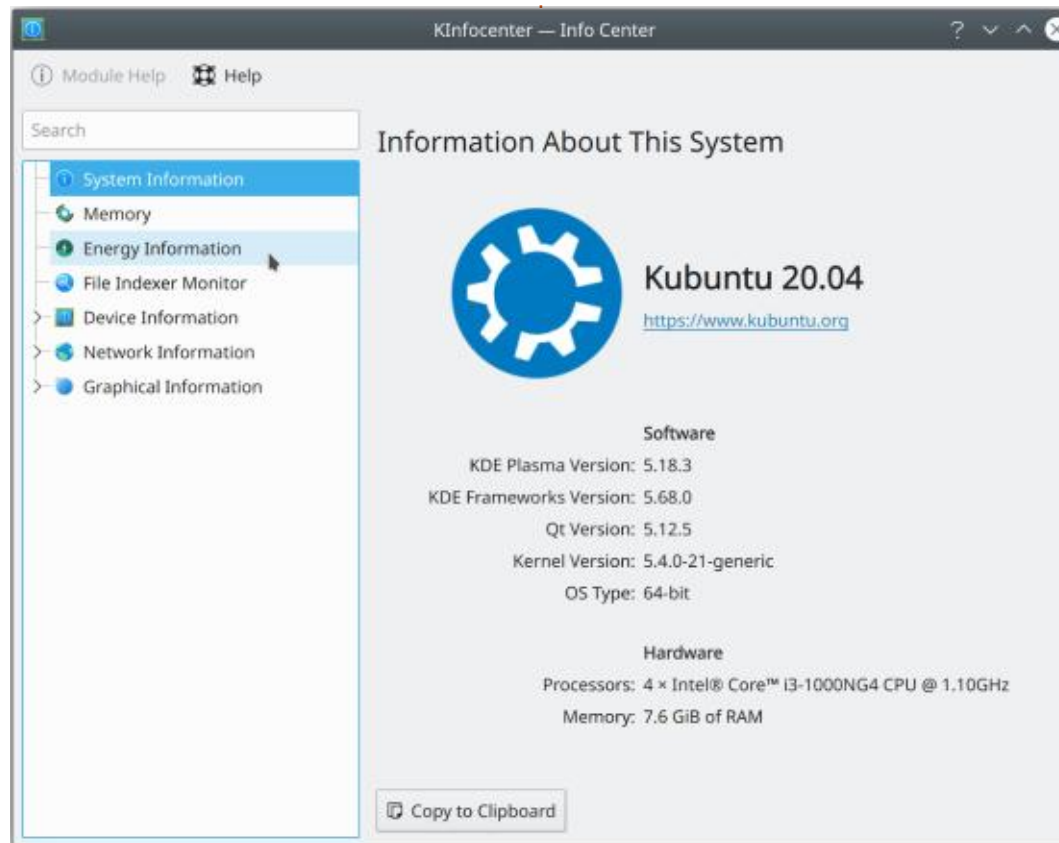 KInfocenter — Info Center
Module Help Help
Search
System Information
Memory
Energy Information
File Indexer Monitor
Device Information
Network Information
Graphical Information
Information About This System
Kubuntu 20.04
https://www.kubuntu.org
Software
KDE Plasma Version: 5.18.3
KDE Frameworks Version: 5.68.0
Qt Version: 5.12.5
Kernel Version: 5.4.0-21-generic
OS Type: 64-bit
Hardware
Processors: 4 × Intel® Core™ i3-1000NG4 CPU @ 1.10GHz
Memory: 7.6 GiB of RAM
Copy to Clipboard